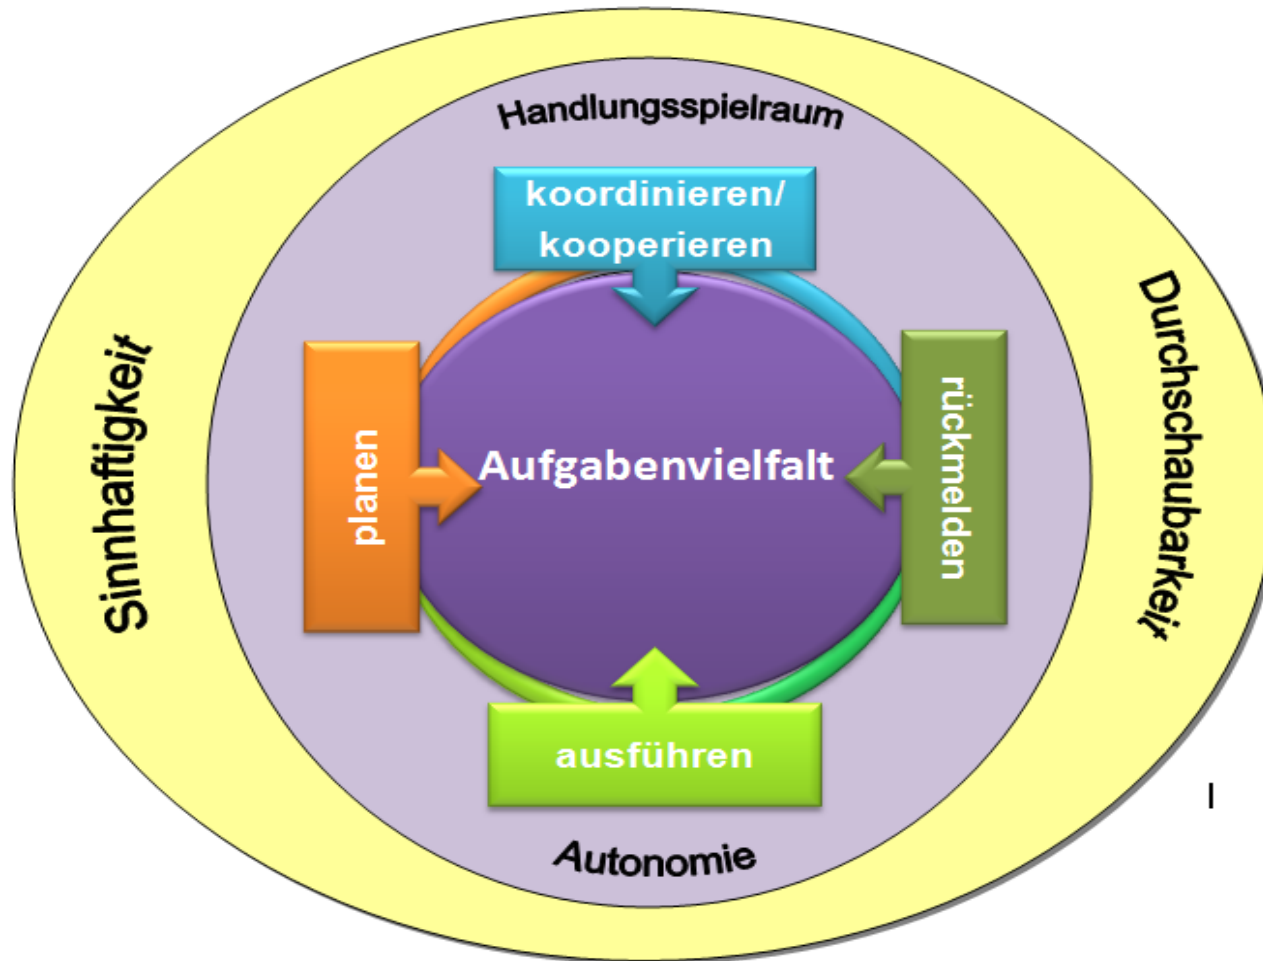 Handlungsspielraum
koordinieren/
kooperieren
Sinnhaftigkeit
planen
Aufgabenvielfalt
rückmelden
Durchschaubarkeit
ausführen
Autonomie
I